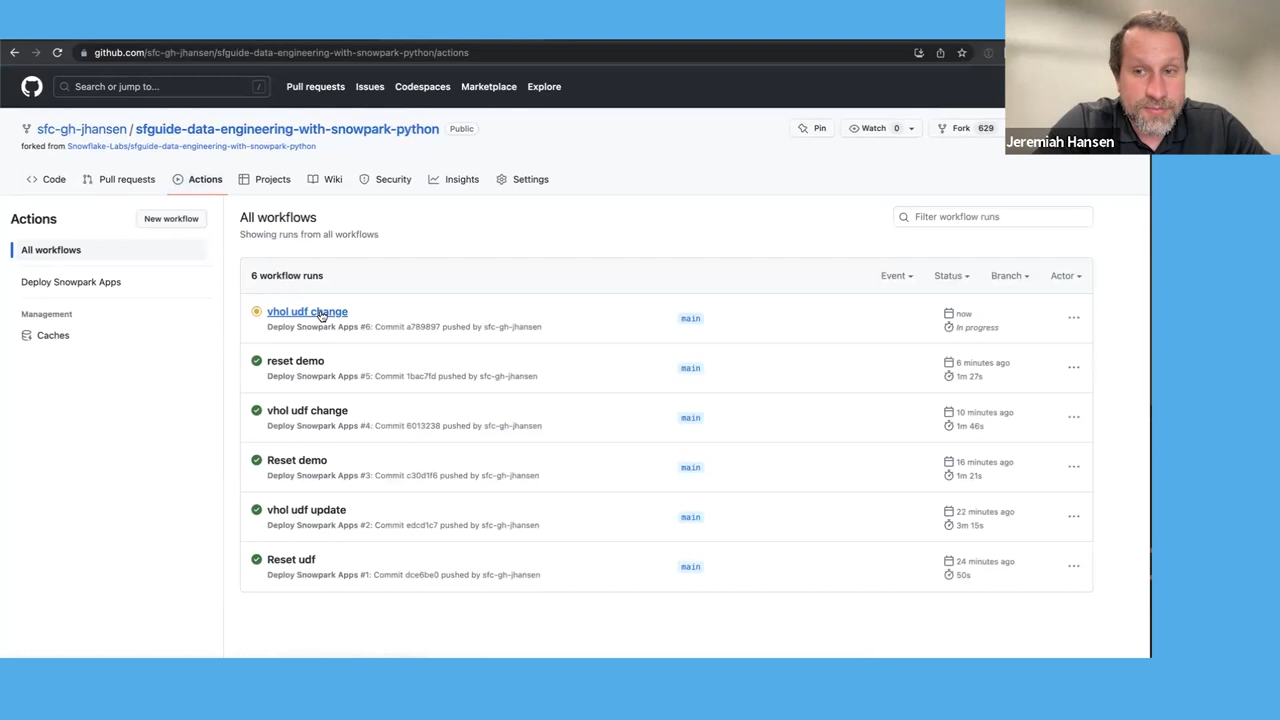 github.com/sfc-gh-jhansen/sfguide-data-engineering-with-snowpark-python/actions
Search or jump to... /
Pull requests Issues Codespaces Marketplace Explore
Jeremiah Hansen
sfc-gh-jhansen / sfguide-data-engineering-with-snowpark-python Public
Pin Watch 0 Fork 629
forked from Snowflake-Labs/sfguide-data-engineering-with-snowpark-python
Code Pull requests Actions Projects Wiki Security Insights Settings
Actions
New workflow
All workflows
Deploy Snowpark Apps
Management
Caches
All workflows
Showing runs from all workflows
Filter workflow runs
6 workflow runs
Event Status Branch Actor
vhol udf change
Deploy Snowpark Apps #6: Commit a789897 pushed by sfc-gh-jhansen
main
now
In progress
reset demo
Deploy Snowpark Apps #5: Commit 1bac7fd pushed by sfc-gh-jhansen
main
6 minutes ago
1m 27s
vhol udf change
Deploy Snowpark Apps #4: Commit 6013238 pushed by sfc-gh-jhansen
main
10 minutes ago
1m 46s
Reset demo
Deploy Snowpark Apps #3: Commit c30d1f6 pushed by sfc-gh-jhansen
main
16 minutes ago
1m 21s
vhol udf update
Deploy Snowpark Apps #2: Commit edcd1c7 pushed by sfc-gh-jhansen
main
22 minutes ago
3m 15s
Reset udf
Deploy Snowpark Apps #1: Commit dce6be0 pushed by sfc-gh-jhansen
main
24 minutes ago
50s